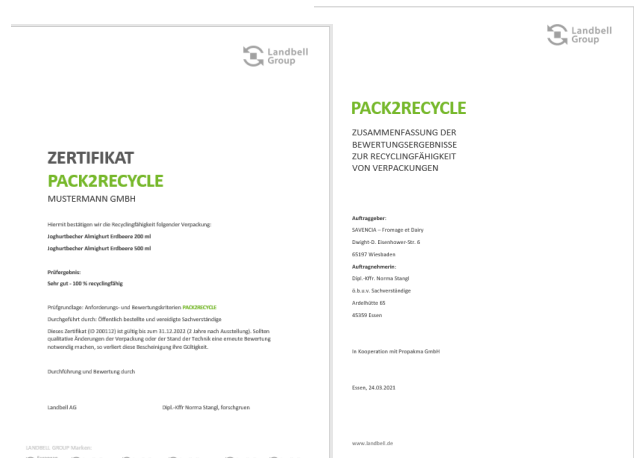 Landbell
Group
ZERTIFIKAT
PACK2RECYCLE
MUSTERMANN GMBH
Hiermit bestätigen wir die Recyclingfähigkeit folgender Verpackung:
Joghurtbecher Almighurt Erdbeere 200 ml
Joghurtbecher Almighurt Erdbeere 500 ml
Prüfergebnis:
Sehr gut - 100 % recyclingfähig
Prüfgrundlage: Anforderungs- und Bewertungskriterien PACK2RECYCLE
Durchgeführt durch: Öffentlich bestellte und vereidigte Sachverständige
Dieses Zertifikat (ID 200112) ist gültig bis zum 31.12.2022 (2 Jahre nach Ausstellung). Sollten
qualitative Änderungen der Verpackung oder der Stand der Technik eine erneute Bewertung
notwendig machen, so verliert diese Bescheinigung ihre Gültigkeit.
Durchführung und Bewertung durch
Landbell AG Dipl.-Kffr Norma Stangl, forschgruen
LANDBELL GROUP Marken:
Landbell
Group
PACK2RECYCLE
ZUSAMMENFASSUNG DER
BEWERTUNGSERGEBNISSE
ZUR RECYCLINGFÄHIGKEIT
VON VERPACKUNGEN
Auftraggeber:
SAVENCIA – Fromage et Dairy
Dwight-D. Eisenhower-Str. 6
65197 Wiesbaden
Auftragnehmerin:
Dipl.-Kffr. Norma Stangl
ö.b.u.v. Sachverständige
Ardelhütte 65
45359 Essen
In Kooperation mit Propakma GmbH
Essen, 24.03.2021
www.landbell.de